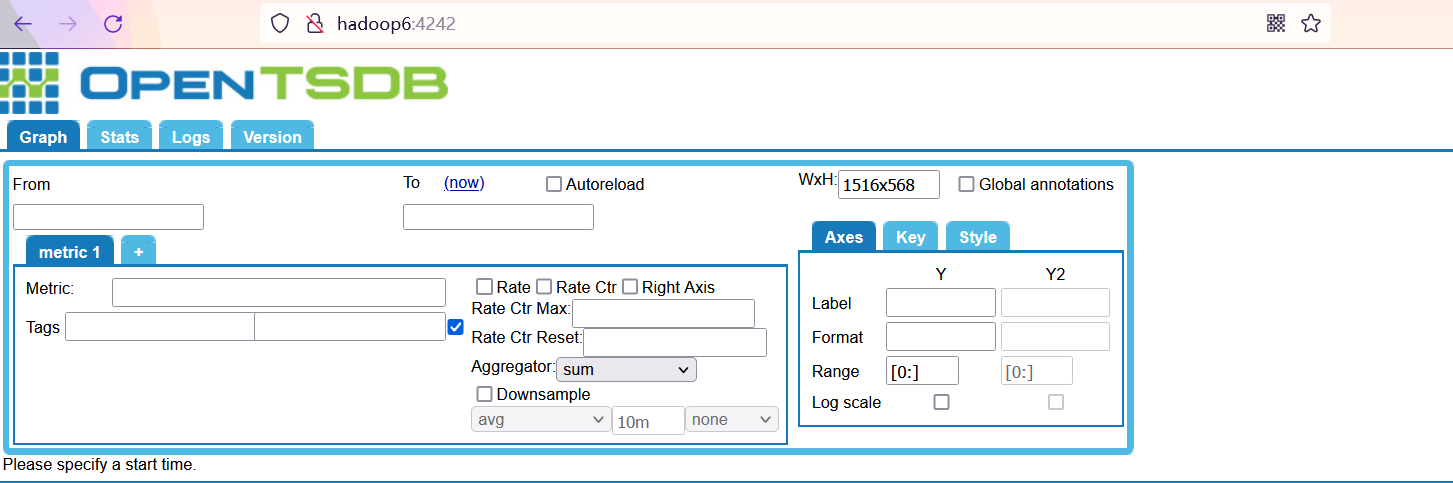 hadoop6:4242
OPENTSDB
Graph Stats Logs Version
From To (now) Autoreload WxH: 1516x568 Global annotations
metric 1 + Axes Key Style
Y Y2
Metric: Rate Rate Ctr Right Axis
Rate Ctr Max: Label
Tags
Rate Ctr Reset: Format
Aggregator: sum Range [0:] [0:]
Downsample Log scale
avg 10m none
Please specify a start time.